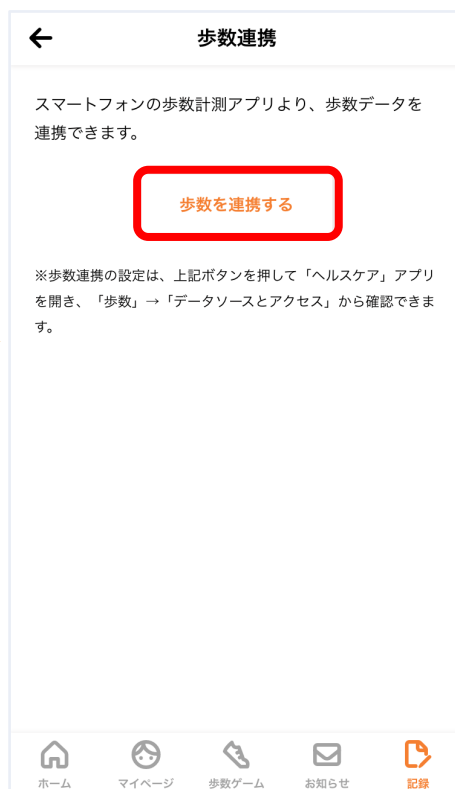 歩数連携
スマートフォンの歩数計測アプリより、歩数データを
連携できます。
歩数を連携する
※歩数連携の設定は、上記ボタンを押して「ヘルスケア」アプリ
を開き、「歩数」→「データソースとアクセス」から確認できま
す。
ホーム マイページ 歩数ゲーム お知らせ 記録